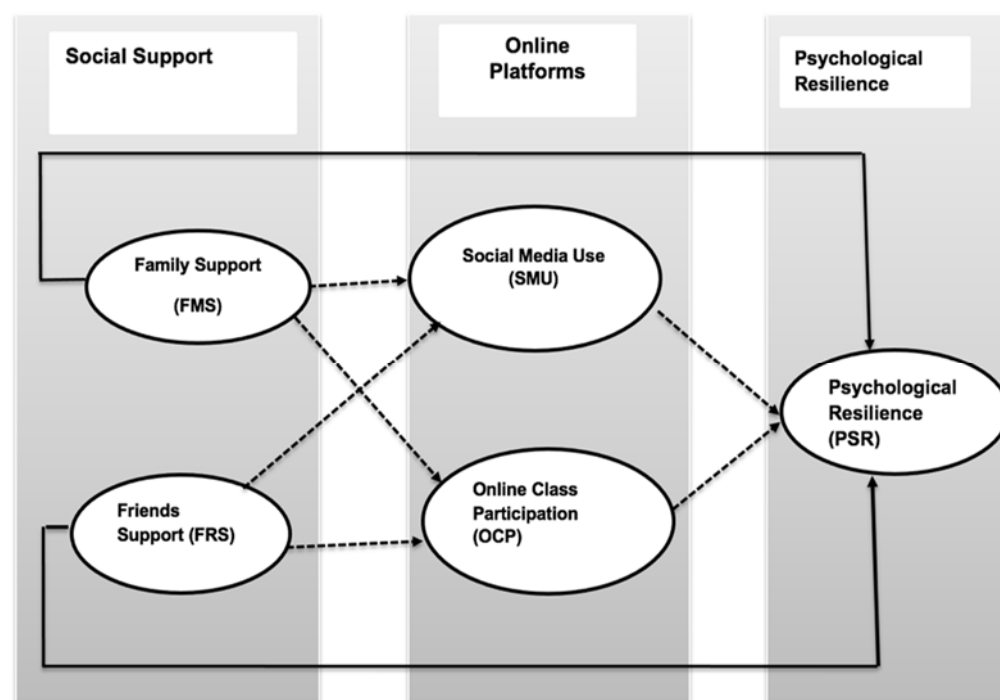 Social Support
Online
Platforms
Psychological
Resilience
Family Support
(FMS)
Social Media Use
(SMU)
Psychological
Resilience
(PSR)
Friends
Support (FRS)
Online Class
Participation
(OCP)